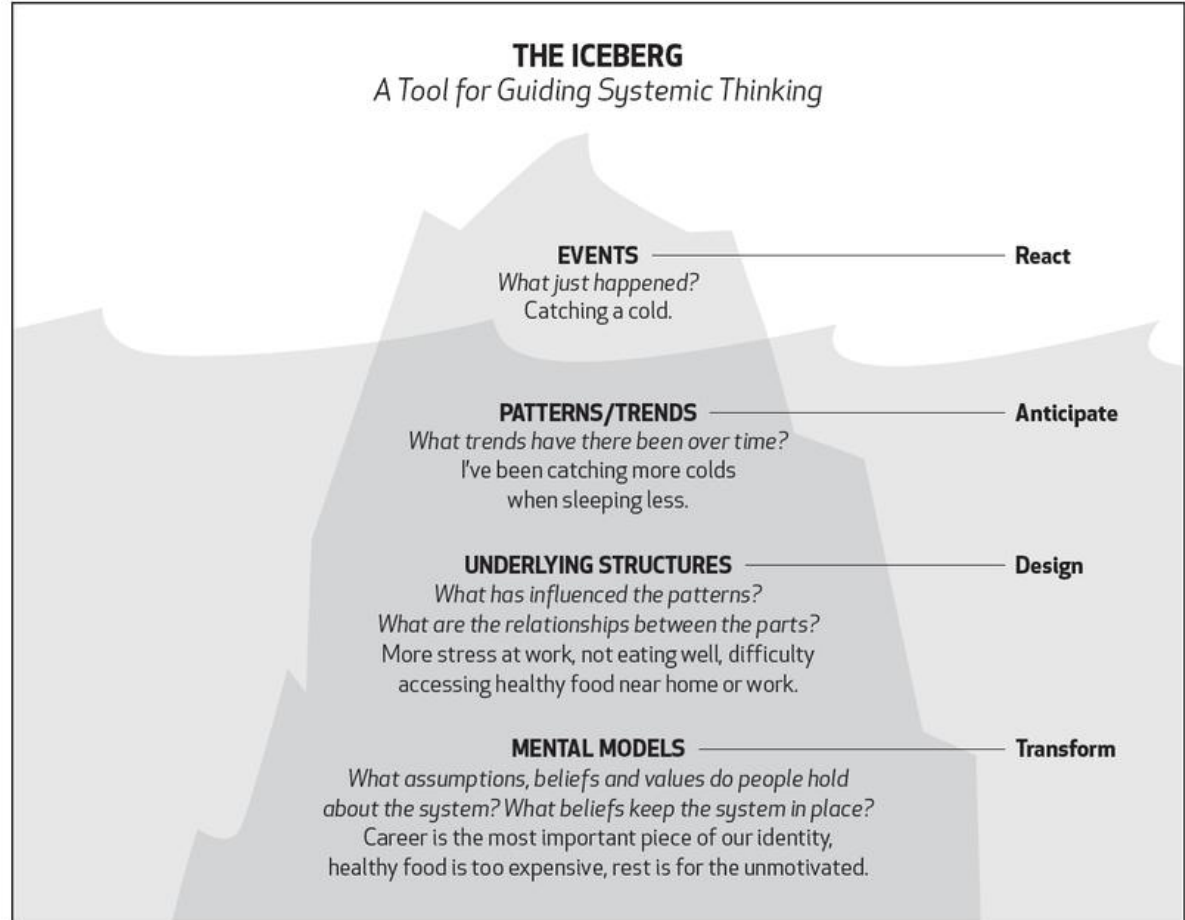 THE ICEBERG
A Tool for Guiding Systemic Thinking
EVENTS
React
What just happened?
Catching a cold.
PATTERNS/TRENDS
Anticipate
What trends have there been over time?
I've been catching more colds
when sleeping less.
UNDERLYING STRUCTURES
Design
What has influenced the patterns?
What are the relationships between the parts?
More stress at work, not eating well, difficulty
accessing healthy food near home or work.
MENTAL MODELS
Transform
What assumptions, beliefs and values do people hold
about the system? What beliefs keep the system in place?
Career is the most important piece of our identity,
healthy food is too expensive, rest is for the unmotivated.